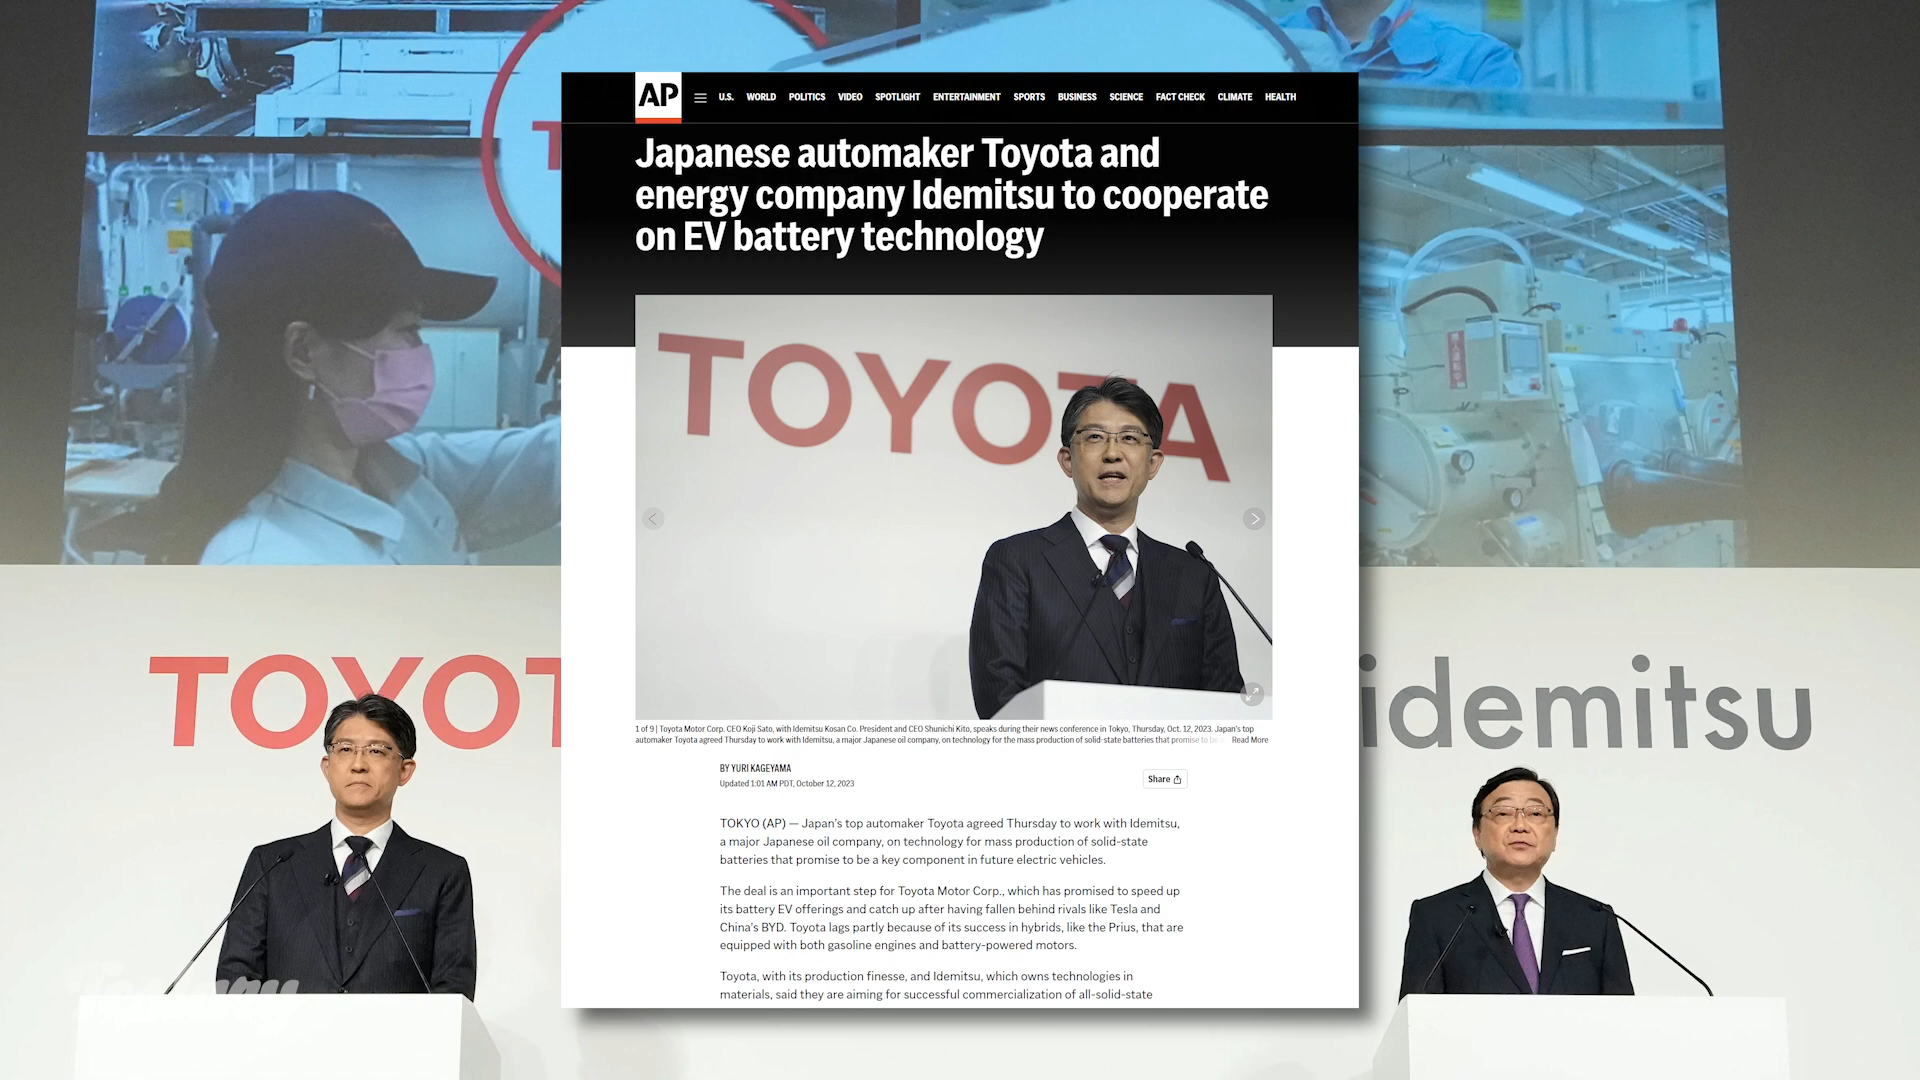 AP
U.S. WORLD POLITICS VIDEO SPOTLIGHT ENTERTAINMENT SPORTS BUSINESS SCIENCE FACT CHECK CLIMATE HEALTH
Japanese automaker Toyota and
energy company Idemitsu to cooperate
on EV battery technology
TOYOTA
1 of 9 | Toyota Motor Corp. CEO Koji Sato, with Idemitsu Kosan Co. President and CEO Shunichi Kito, speaks during their news conference in Tokyo, Thursday, Oct. 12, 2023. Japan's top
automaker Toyota agreed Thursday to work with Idemitsu, a major Japanese oil company, on technology for the mass production of solid-state batteries that promise to be a Read More
BY YURI KAGEYAMA
Updated 1:01 AM PDT, October 12, 2023
Share
TOKYO (AP) — Japan's top automaker Toyota agreed Thursday to work with Idemitsu,
a major Japanese oil company, on technology for mass production of solid-state
batteries that promise to be a key component in future electric vehicles.
The deal is an important step for Toyota Motor Corp., which has promised to speed up
its battery EV offerings and catch up after having fallen behind rivals like Tesla and
China's BYD. Toyota lags partly because of its success in hybrids, like the Prius, that are
equipped with both gasoline engines and battery-powered motors.
Toyota, with its production finesse, and Idemitsu, which owns technologies in
materials, said they are aiming for successful commercialization of all-solid-state
TOYOT
idemitsu